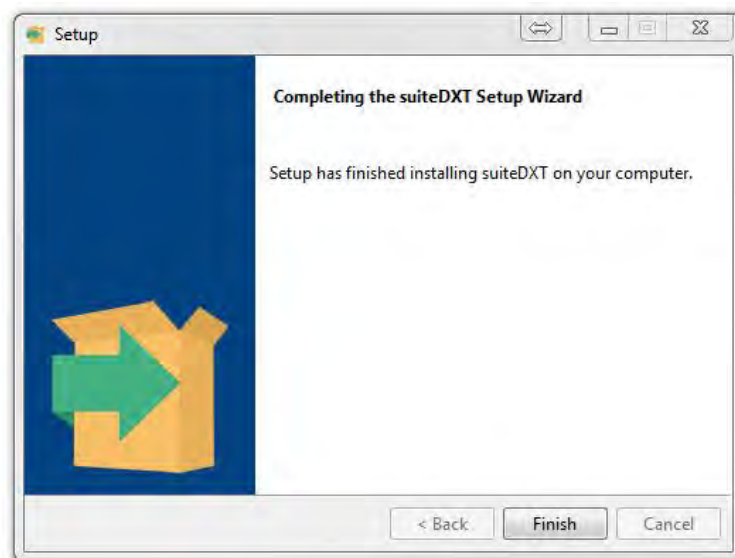 Setup
Completing the suiteDXT Setup Wizard
Setup has finished installing suiteDXT on your computer.
< Back
Finish
Cancel